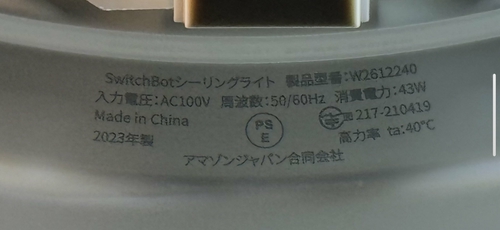 SwitchBotシーリングライト 製品型番:W2612240
入力電圧:AC100V 周波数:50/60Hz 消費電力:43W
Made in China PS E 217-210419
2023年製 高力率 ta:40℃
アマゾンジャパン合同会社